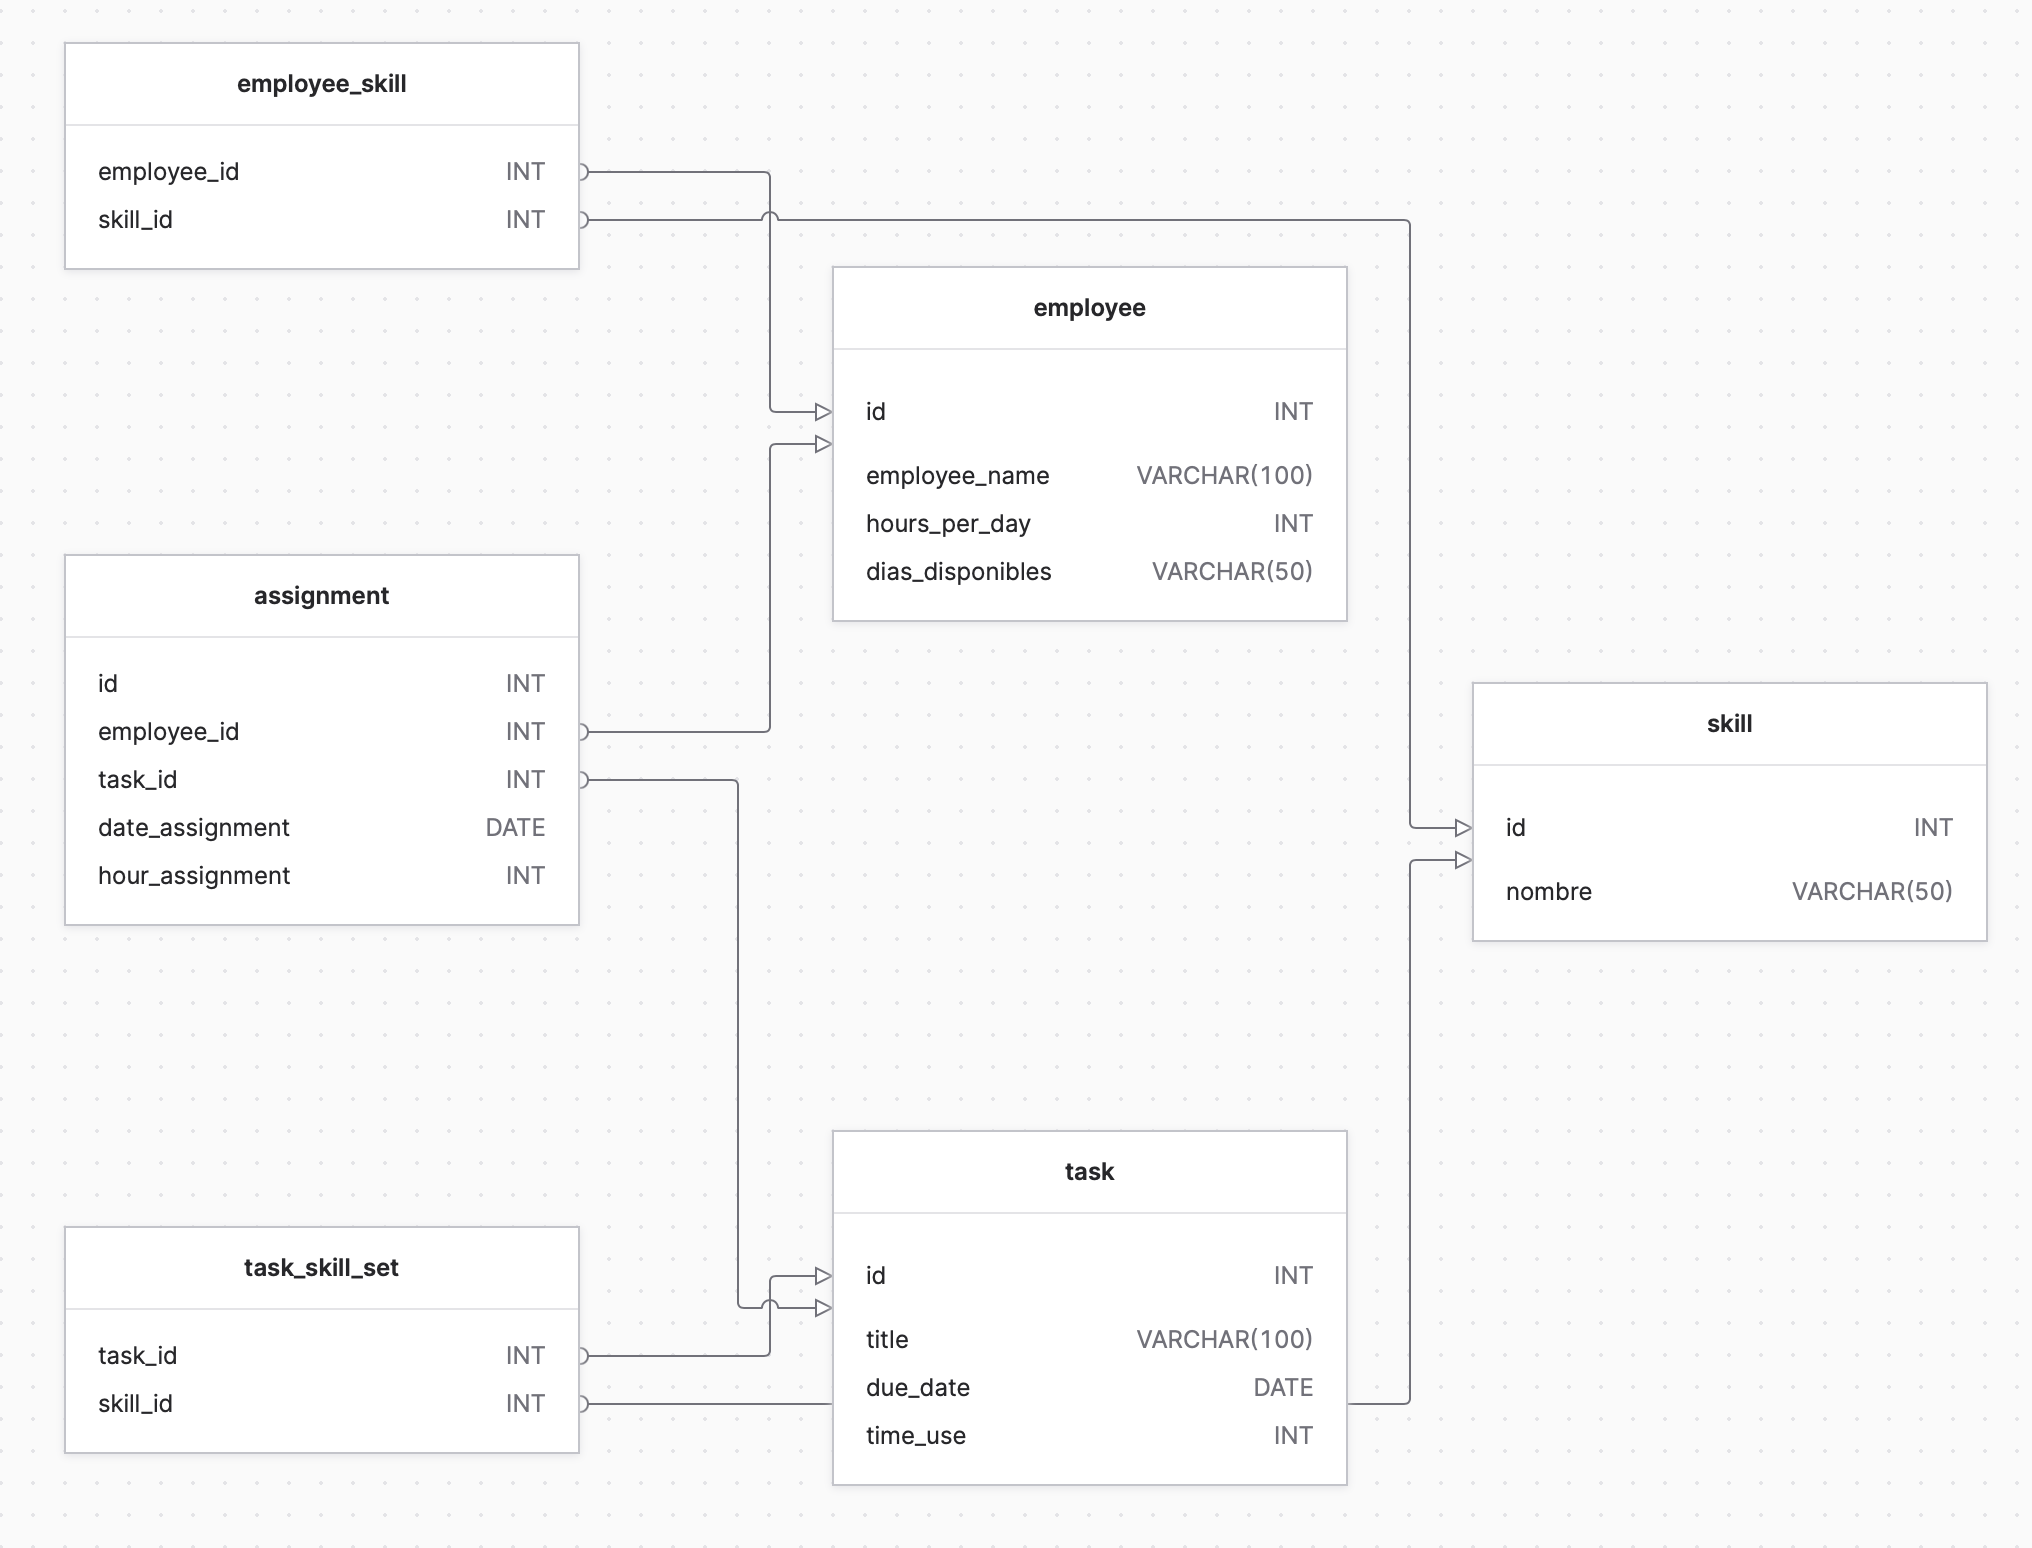 employee_skill
employee_id INT
skill_id INT
employee
id INT
employee_name VARCHAR(100)
hours_per_day INT
dias_disponibles VARCHAR(50)
assignment
id INT
employee_id INT
task_id INT
date_assignment DATE
hour_assignment INT
skill
id INT
nombre VARCHAR(50)
task
id INT
title VARCHAR(100)
due_date DATE
time_use INT
task_skill_set
task_id INT
skill_id INT